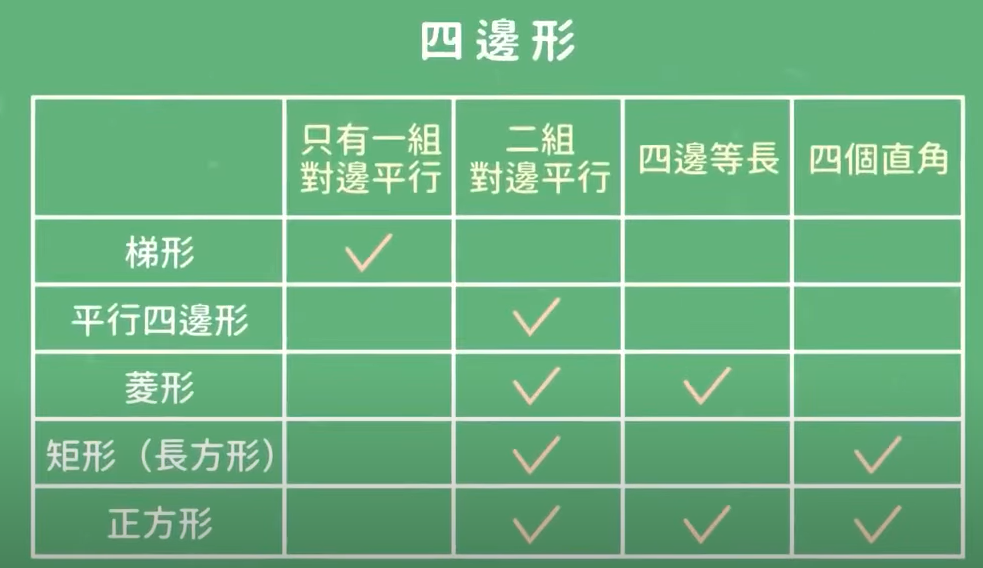 四邊形
只有一組
對邊平行
二組
對邊平行
四邊等長
四個直角
梯形
平行四邊形
菱形
矩形（長方形）
正方形